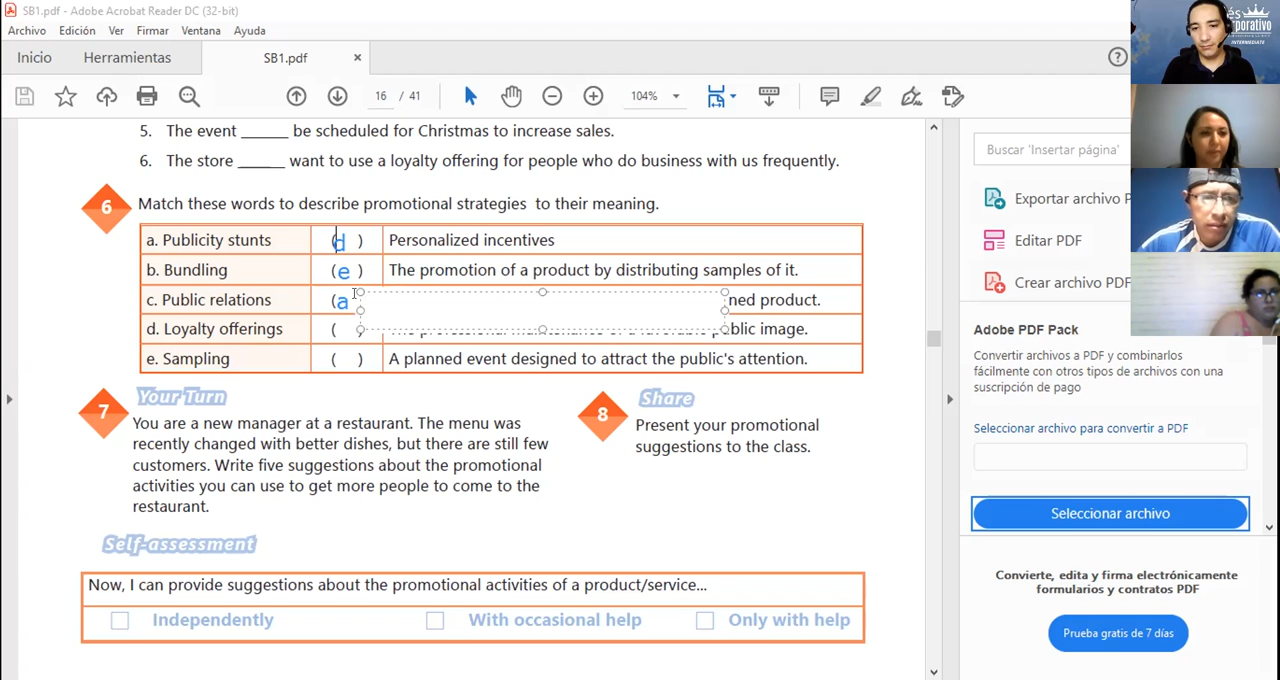 SB1.pdf - Adobe Acrobat Reader DC (32-bit)
Archivo Edición Ver Firmar Ventana Ayuda
Inicio Herramientas SB1.pdf ×
16 / 41 104%
5. The event ______ be scheduled for Christmas to increase sales.
6. The store ______ want to use a loyalty offering for people who do business with us frequently.
6 Match these words to describe promotional strategies to their meaning.
a. Publicity stunts (d ) Personalized incentives
b. Bundling (e ) The promotion of a product by distributing samples of it.
c. Public relations (a ned product.
d. Loyalty offerings ( ) public image.
e. Sampling ( ) A planned event designed to attract the public's attention.
7 Your Turn
You are a new manager at a restaurant. The menu was
recently changed with better dishes, but there are still few
customers. Write five suggestions about the promotional
activities you can use to get more people to come to the
restaurant.
8 Share
Present your promotional
suggestions to the class.
Self-assessment
Now, I can provide suggestions about the promotional activities of a product/service...
Independently With occasional help Only with help
Buscar 'Insertar página'
Exportar archivo P
Editar PDF
Crear archivo PDF
Adobe PDF Pack
Convertir archivos a PDF y combinarlos
fácilmente con otros tipos de archivos con una
suscripción de pago
Seleccionar archivo para convertir a PDF
Seleccionar archivo
Convierte, edita y firma electrónicamente
formularios y contratos PDF
Prueba gratis de 7 días
és
rporativo
INTERMEDIATE